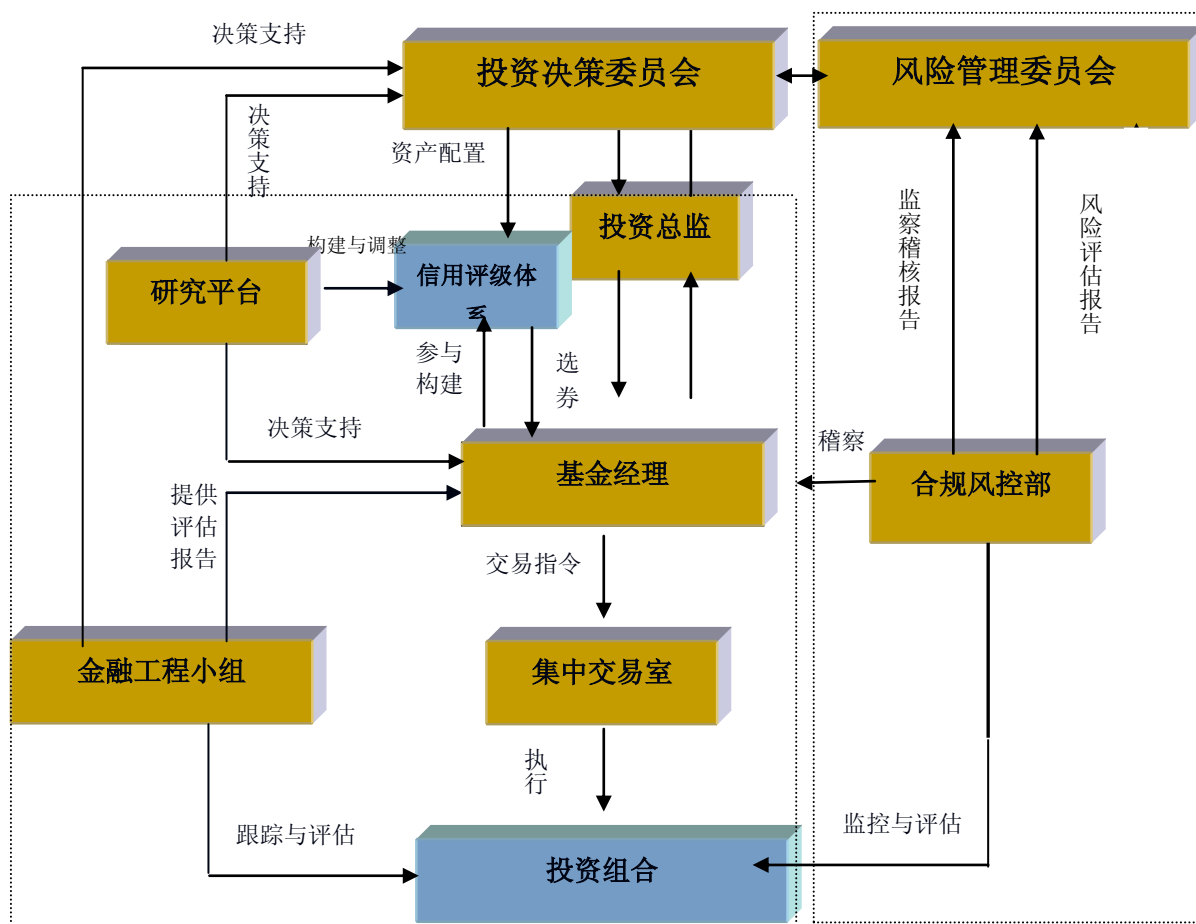 决策支持
投资决策委员会
风险管理委员会
决策支持
资产配置
投资总监
监察稽核报告
风险评估报告
构建与调整
研究平台
信用评级体
系
参与
构建
选
券
决策支持
稽察
基金经理
合规风控部
提供
评估
报告
交易指令
金融工程小组
集中交易室
执
行
跟踪与评估
监控与评估
投资组合